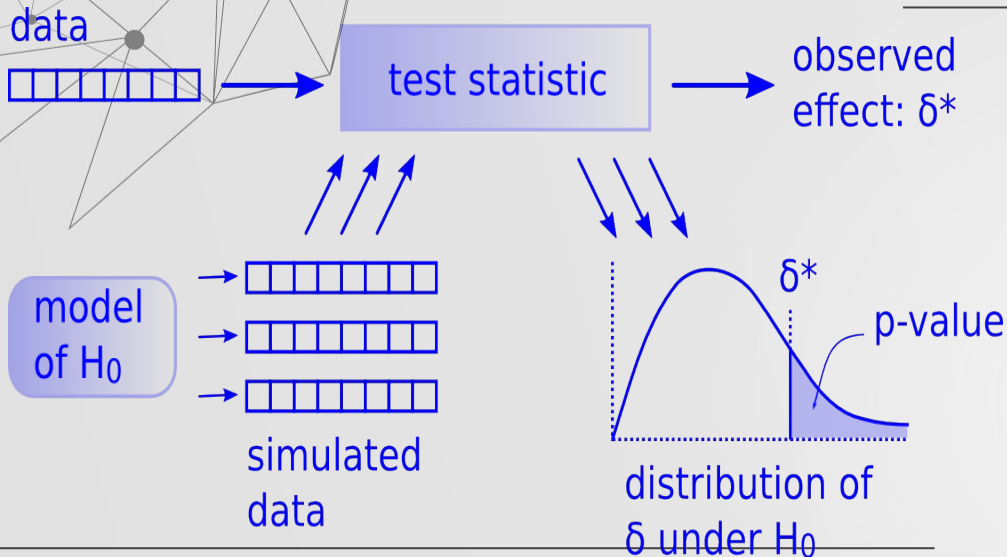 data
test statistic
observed
effect: δ*
model
of H₀
simulated
data
δ*
p-value
distribution of
δ under H₀